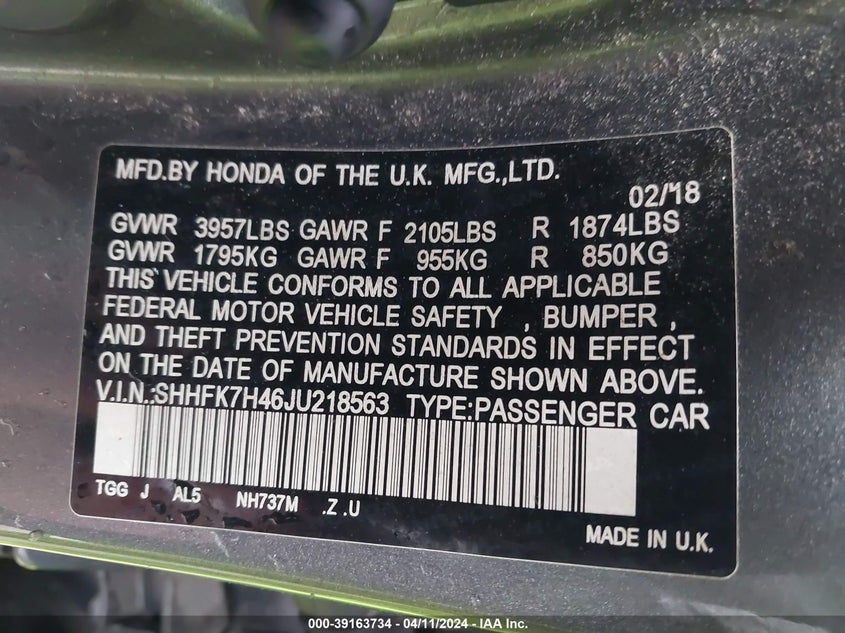 MFD.BY HONDA OF THE U.K. MFG.,LTD.
02/18
GVWR 3957LBS GAWR F 2105LBS R 1874LBS
GVWR 1795KG GAWR F 955KG R 850KG
THIS VEHICLE CONFORMS TO ALL APPLICABLE
FEDERAL MOTOR VEHICLE SAFETY , BUMPER ,
AND THEFT PREVENTION STANDARDS IN EFFECT
ON THE DATE OF MANUFACTURE SHOWN ABOVE.
V.I.N.:SHHFK7H46JU218563 TYPE:PASSENGER CAR
TGG J AL5 NH737M .Z .U
MADE IN U.K.
000-39163734 - 04/11/2024 - IAA Inc.